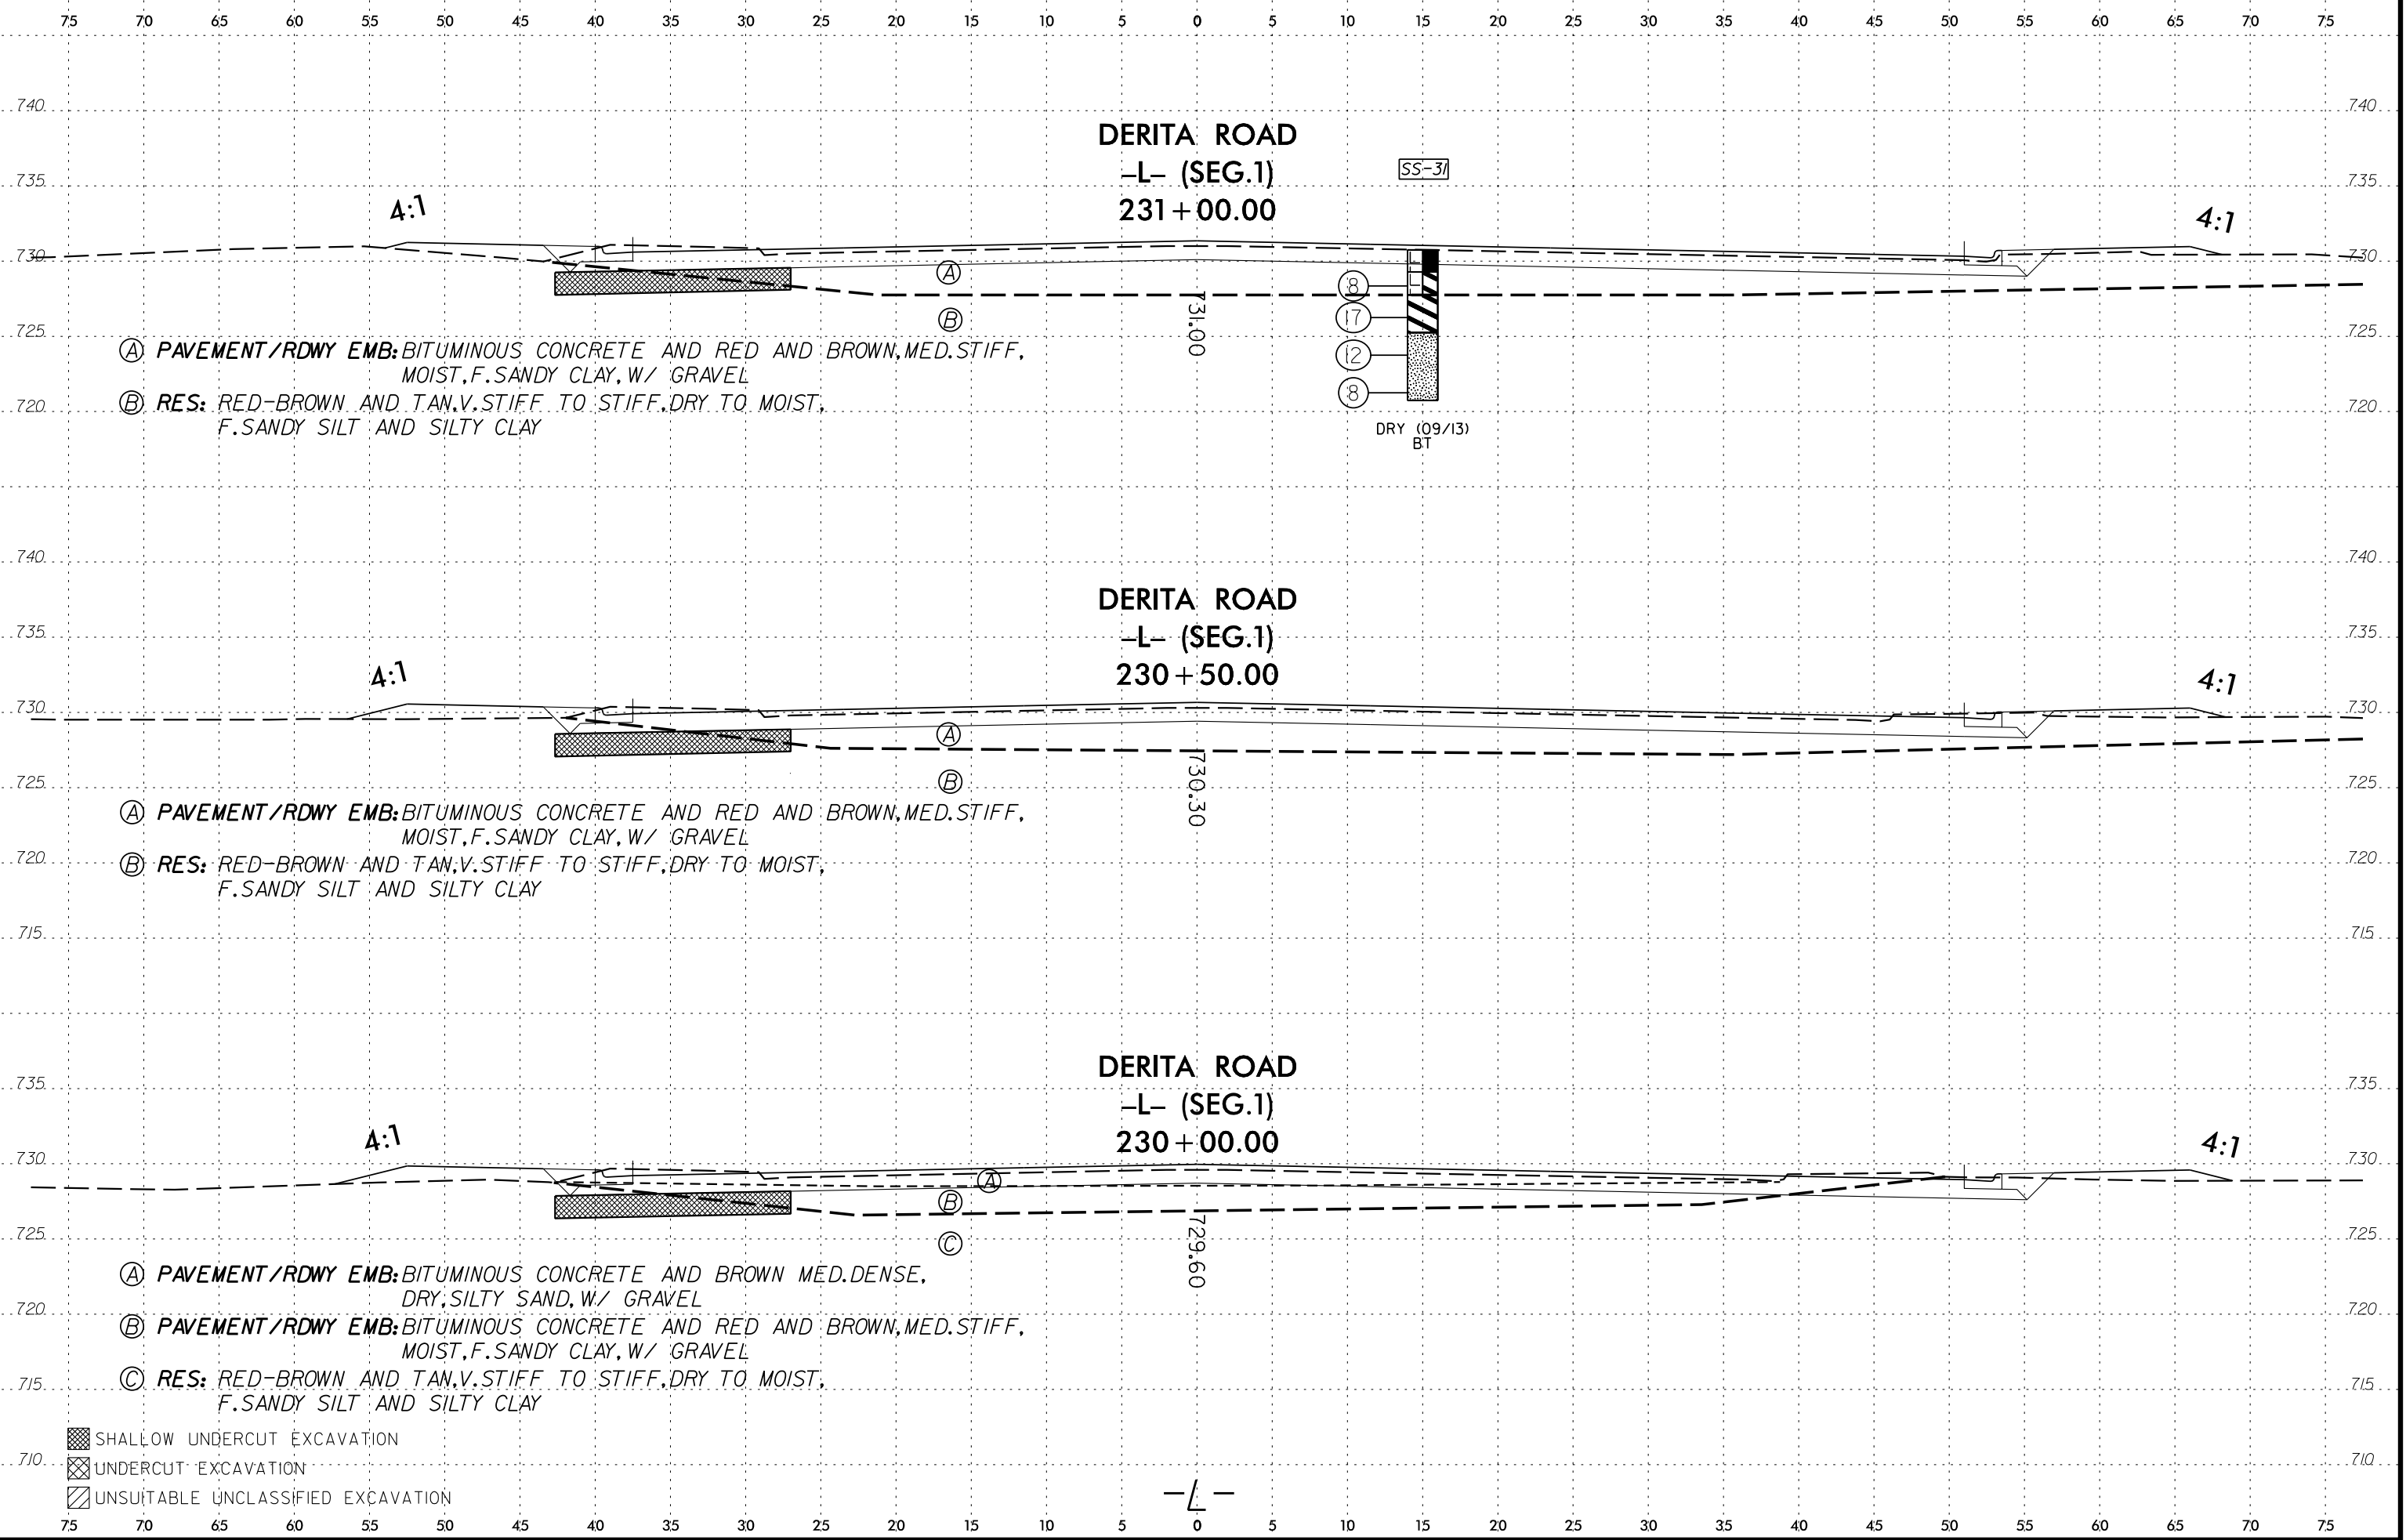 75 70 65 60 55 50 45 40 35 30 25 20 15 10 5 0 5 10 15 20 25 30 35 40 45 50 55 60 65 70 75
740 740
DERITA ROAD
-L- (SEG.1)
231+00.00
SS-31
735 735
4:1 4:1
730 730
A
8
B
17
731.00
725 725
12
8
A PAVEMENT/RDWY EMB: BITUMINOUS CONCRETE AND RED AND BROWN, MED. STIFF,
MOIST, F. SANDY CLAY, W/ GRAVEL
B RES: RED-BROWN AND TAN, V. STIFF TO STIFF, DRY TO MOIST,
F. SANDY SILT AND SILTY CLAY
720 720
DRY (09/13)
BT
740 740
DERITA ROAD
-L- (SEG.1)
230+50.00
735 735
4:1 4:1
730 730
A
B
730.30
725 725
A PAVEMENT/RDWY EMB: BITUMINOUS CONCRETE AND RED AND BROWN, MED. STIFF,
MOIST, F. SANDY CLAY, W/ GRAVEL
B RES: RED-BROWN AND TAN, V. STIFF TO STIFF, DRY TO MOIST,
F. SANDY SILT AND SILTY CLAY
720 720
715 715
DERITA ROAD
-L- (SEG.1)
230+00.00
735 735
4:1 4:1
730 730
A
B
C
729.60
725 725
A PAVEMENT/RDWY EMB: BITUMINOUS CONCRETE AND BROWN MED. DENSE,
DRY, SILTY SAND, W/ GRAVEL
720 720
B PAVEMENT/RDWY EMB: BITUMINOUS CONCRETE AND RED AND BROWN, MED. STIFF,
MOIST, F. SANDY CLAY, W/ GRAVEL
C RES: RED-BROWN AND TAN, V. STIFF TO STIFF, DRY TO MOIST,
F. SANDY SILT AND SILTY CLAY
715 715
SHALLOW UNDERCUT EXCAVATION
710 710
UNDERCUT EXCAVATION
UNSUITABLE UNCLASSIFIED EXCAVATION
-L-
75 70 65 60 55 50 45 40 35 30 25 20 15 10 5 0 5 10 15 20 25 30 35 40 45 50 55 60 65 70 75